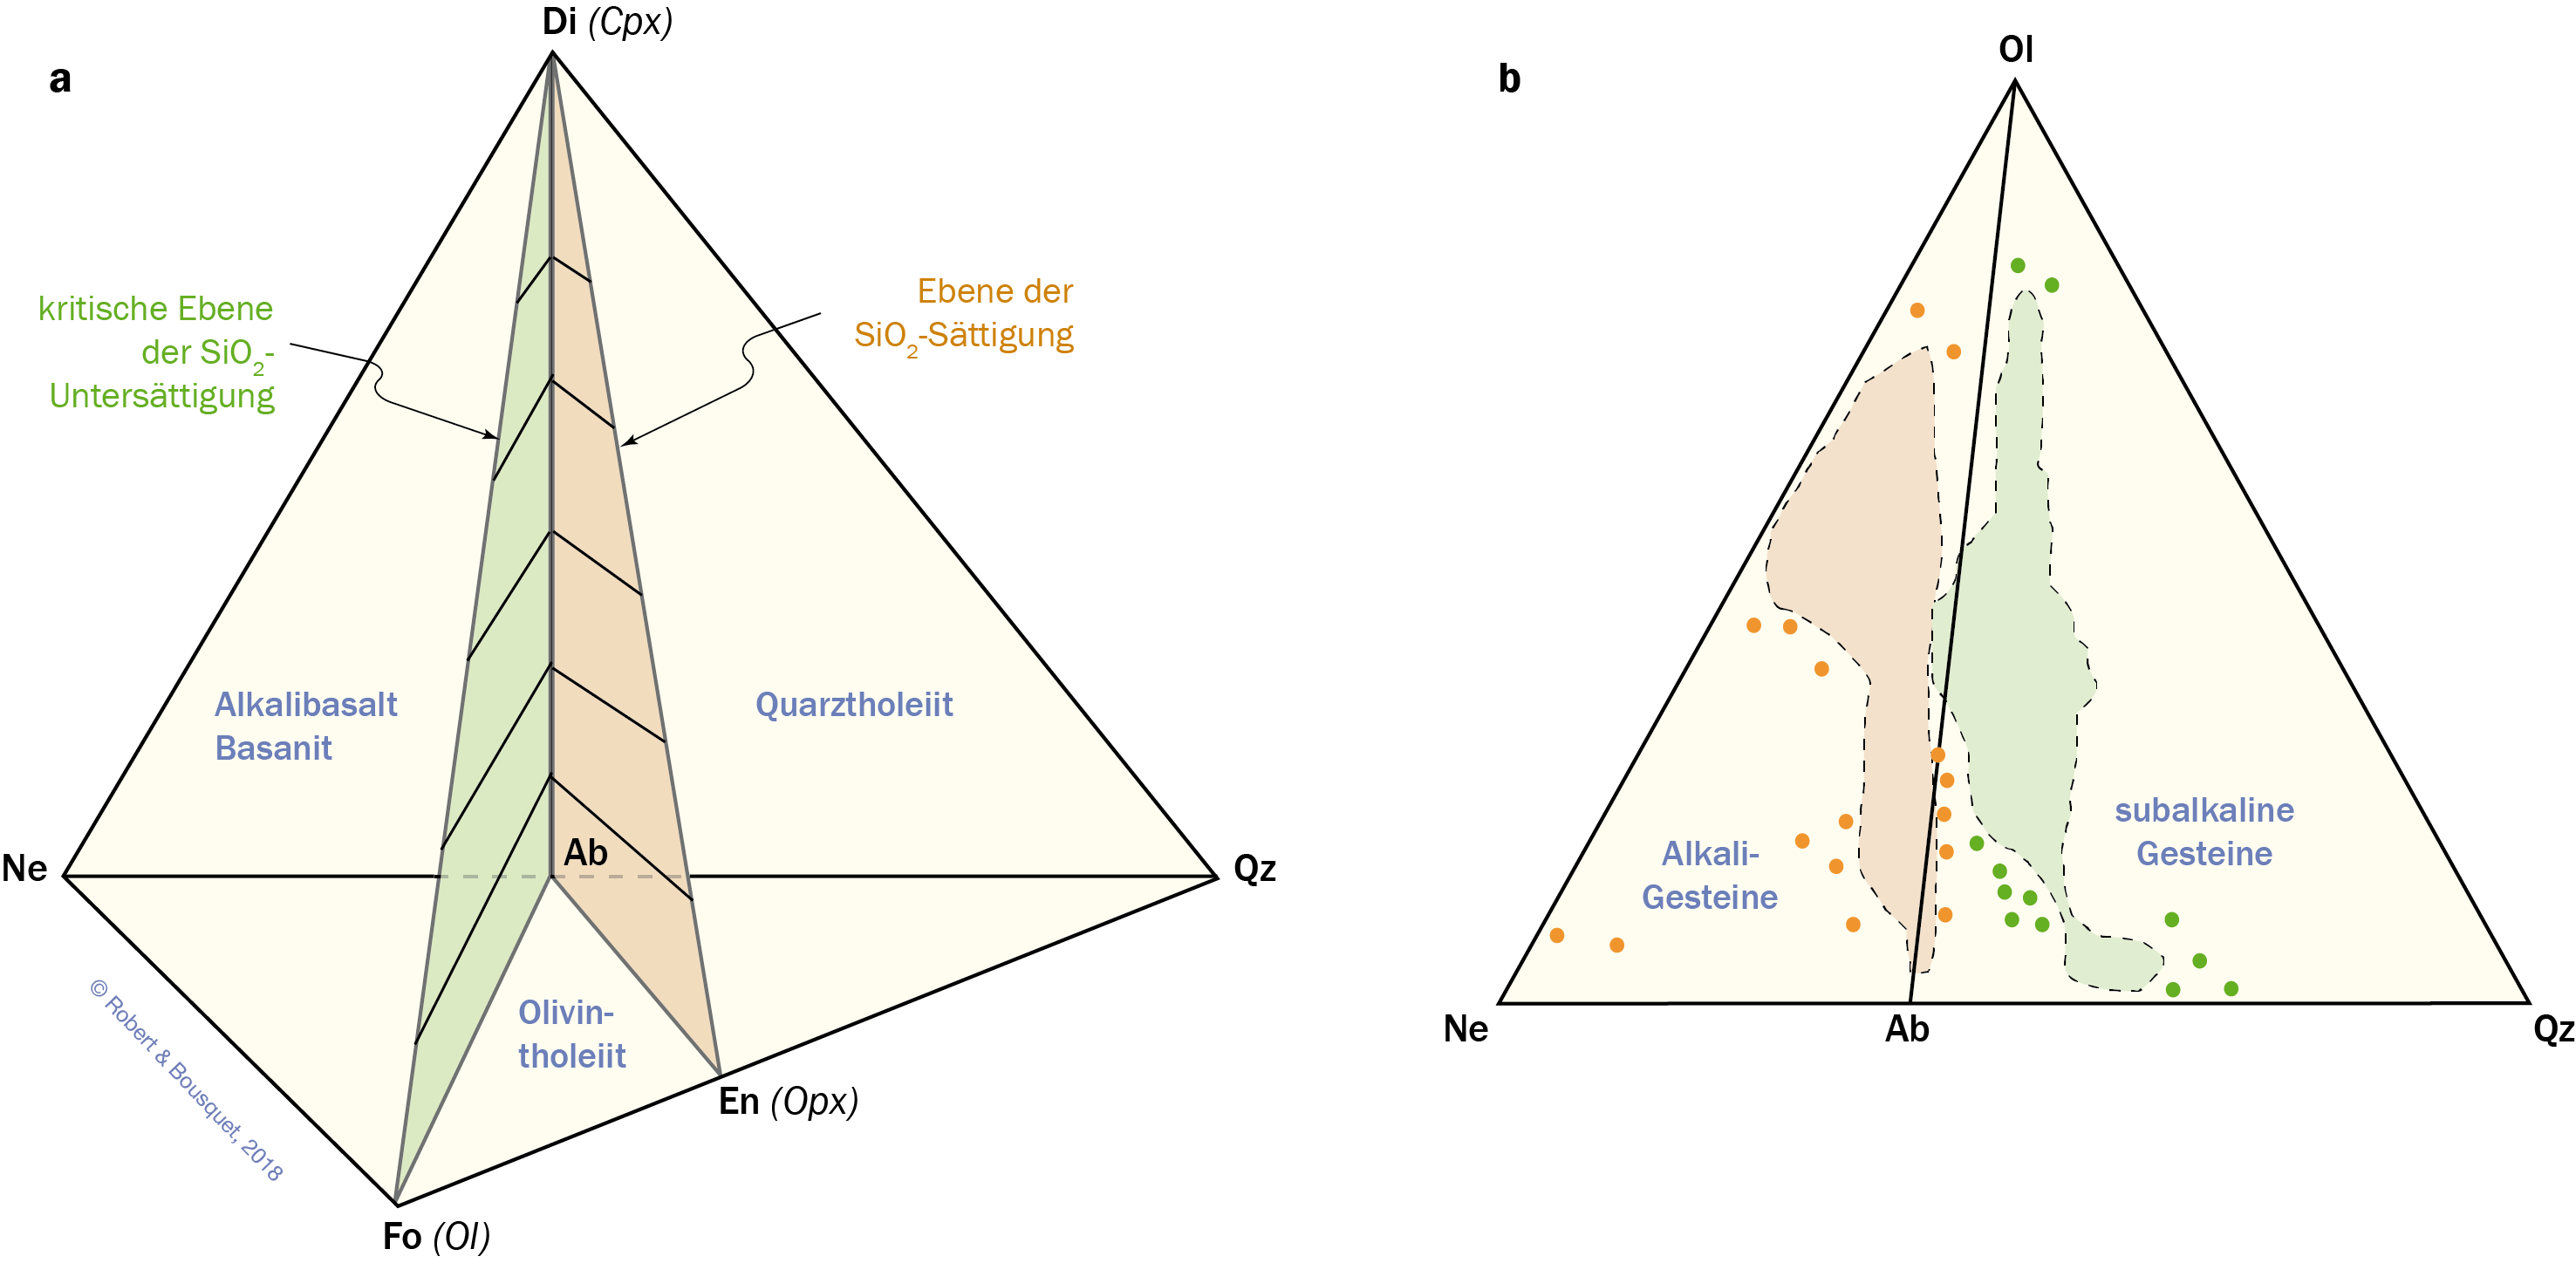 a
Di (Cpx)
kritische Ebene
der SiO2-
Untersättigung
Ebene der
SiO2-Sättigung
Alkalibasalt
Basanit
Quarztholeiit
Ne
Ab
Qz
Olivin-
tholeiit
En (Opx)
Fo (Ol)
© Robert & Bousquet, 2018
b
Ol
Alkali-
Gesteine
subalkaline
Gesteine
Ne
Ab
Qz